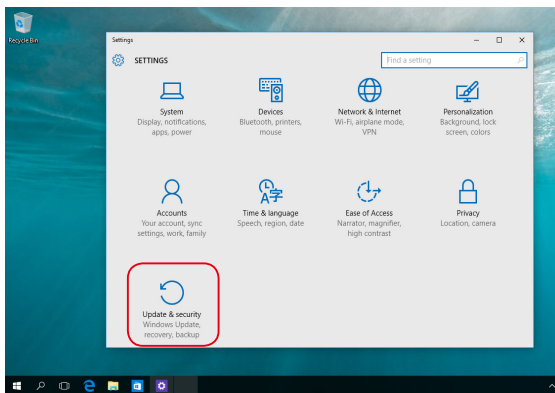 Recycle Bin
Settings
SETTINGS
Find a setting
System
Display, notifications,
apps, power
Devices
Bluetooth, printers,
mouse
Network & Internet
Wi-Fi, airplane mode,
VPN
Personalization
Background, lock
screen, colors
Accounts
Your account, sync
settings, work, family
Time & language
Speech, region, date
Ease of Access
Narrator, magnifier,
high contrast
Privacy
Location, camera
Update & security
Windows Update,
recovery, backup